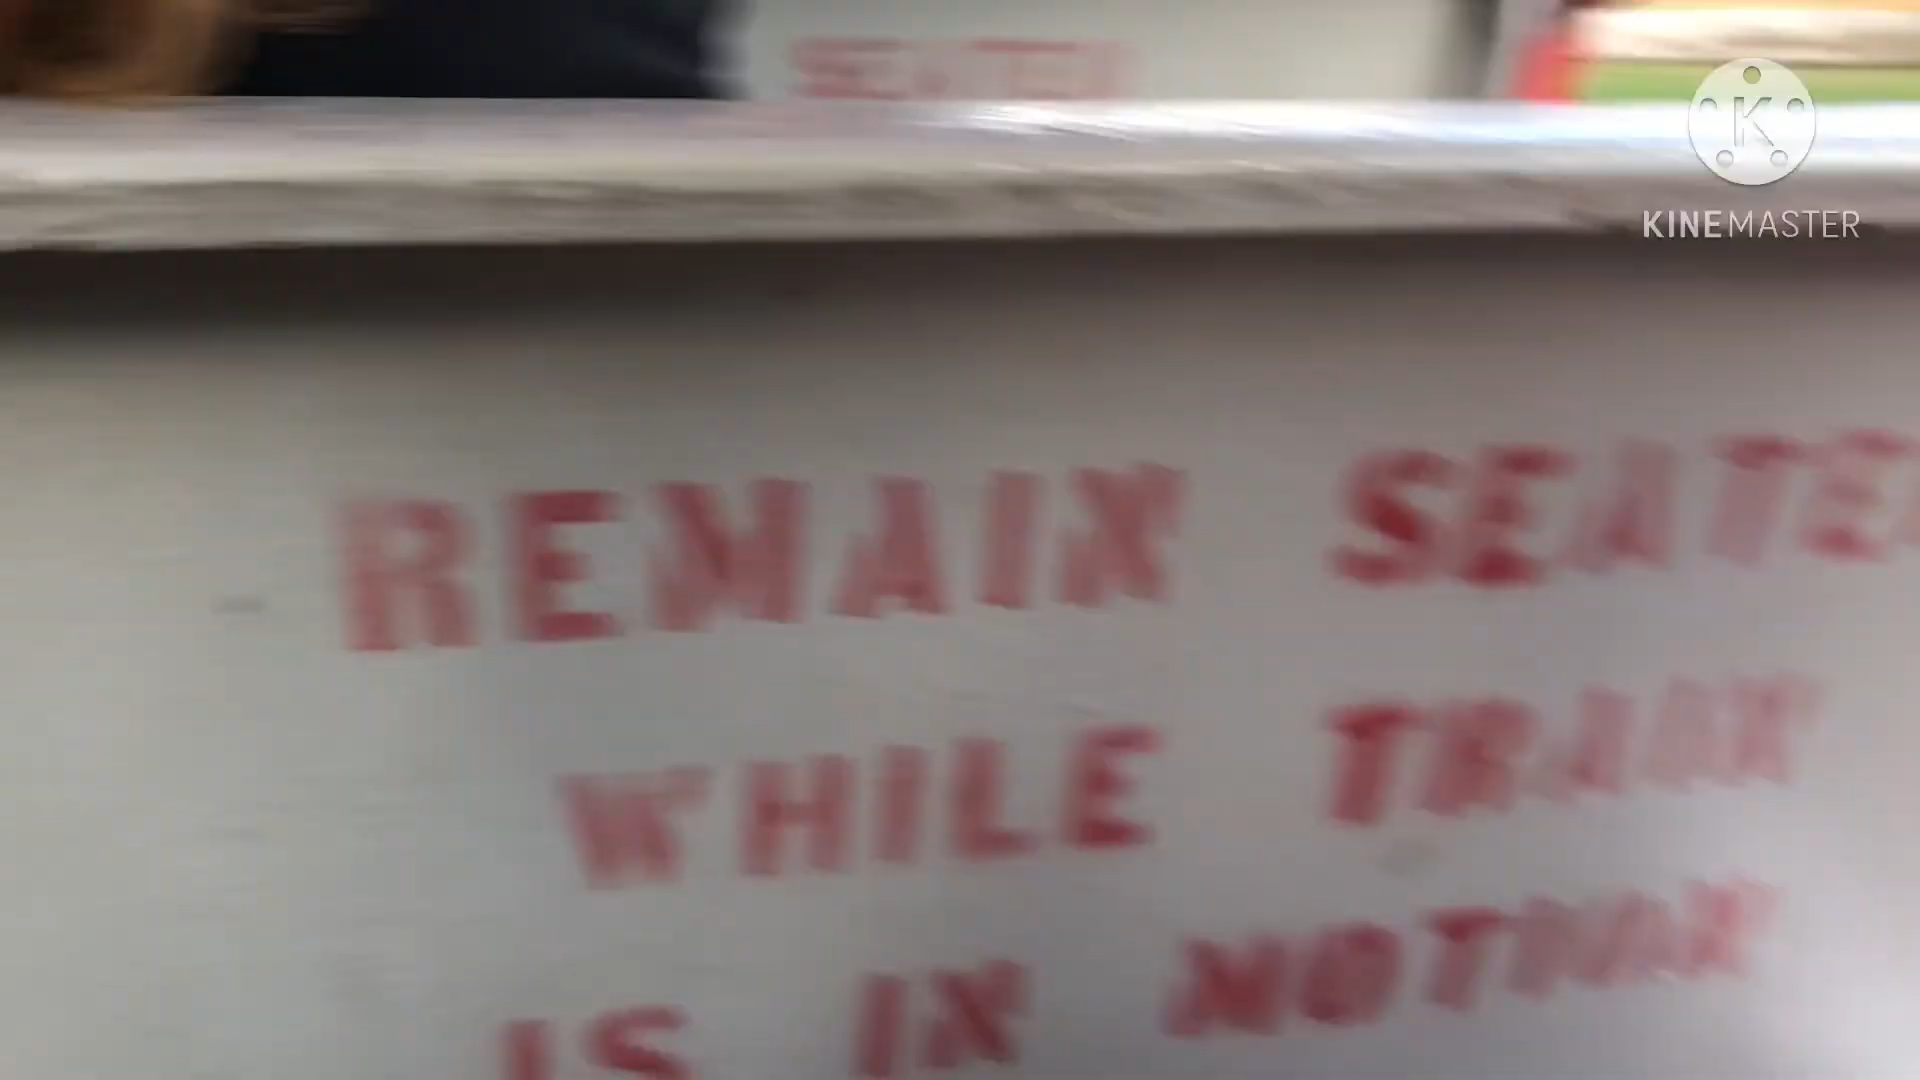 SEATED
KINEMASTER
REMAIN SEATED
WHILE TRAIN
IS IN MOTION